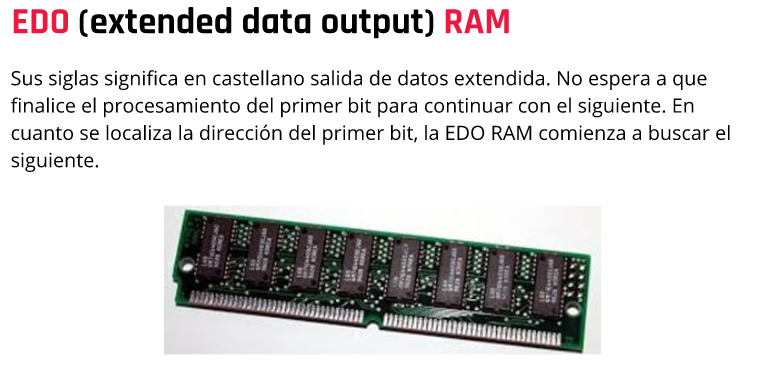 EDO (extended data output) RAM
Sus siglas significa en castellano salida de datos extendida. No espera a que
finalice el procesamiento del primer bit para continuar con el siguiente. En
cuanto se localiza la dirección del primer bit, la EDO RAM comienza a buscar el
siguiente.